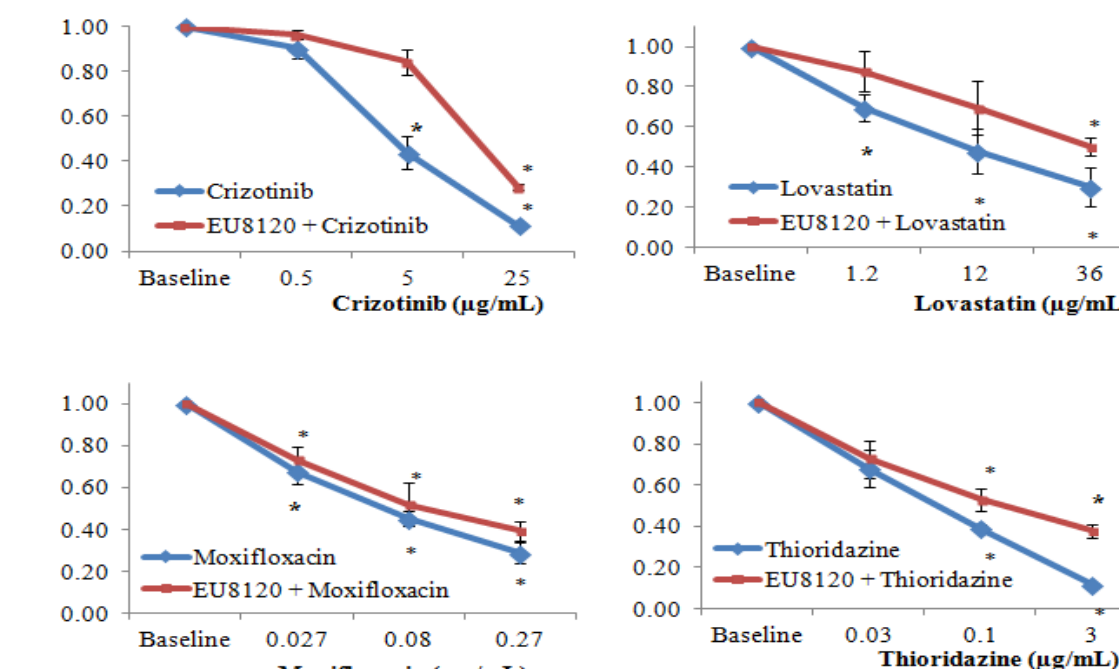 1.00
0.80
0.60
0.40
0.20
0.00
*
*
*
Crizotinib
EU8120 + Crizotinib
Baseline 0.5 5 25
Crizotinib (µg/mL)
1.00
0.80
0.60
0.40
0.20
0.00
*
*
*
*
Lovastatin
EU8120 + Lovastatin
Baseline 1.2 12 36
Lovastatin (µg/mL
1.00
0.80
0.60
0.40
0.20
0.00
*
*
*
*
*
*
Moxifloxacin
EU8120 + Moxifloxacin
Baseline 0.027 0.08 0.27
1.00
0.80
0.60
0.40
0.20
0.00
*
*
*
*
Thioridazine
EU8120 + Thioridazine
Baseline 0.03 0.1 3
Thioridazine (µg/mL)